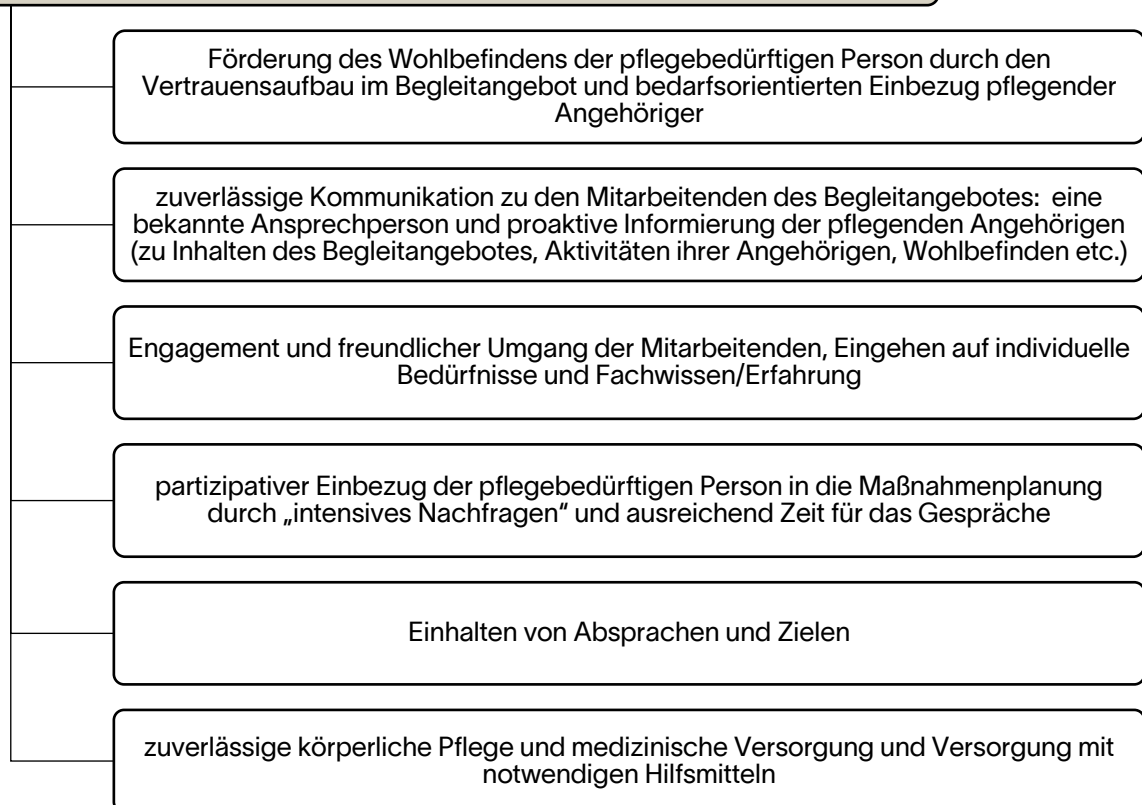 Förderung des Wohlbefindens der pflegebedürftigen Person durch den
Vertrauensaufbau im Begleitangebot und bedarfsorientierten Einbezug pflegender
Angehöriger
zuverlässige Kommunikation zu den Mitarbeitenden des Begleitangebotes: eine
bekannte Ansprechperson und proaktive Informierung der pflegenden Angehörigen
(zu Inhalten des Begleitangebotes, Aktivitäten ihrer Angehörigen, Wohlbefinden etc.)
Engagement und freundlicher Umgang der Mitarbeitenden, Eingehen auf individuelle
Bedürfnisse und Fachwissen/Erfahrung
partizipativer Einbezug der pflegebedürftigen Person in die Maßnahmenplanung
durch „intensives Nachfragen“ und ausreichend Zeit für das Gespräche
Einhalten von Absprachen und Zielen
zuverlässige körperliche Pflege und medizinische Versorgung und Versorgung mit
notwendigen Hilfsmitteln